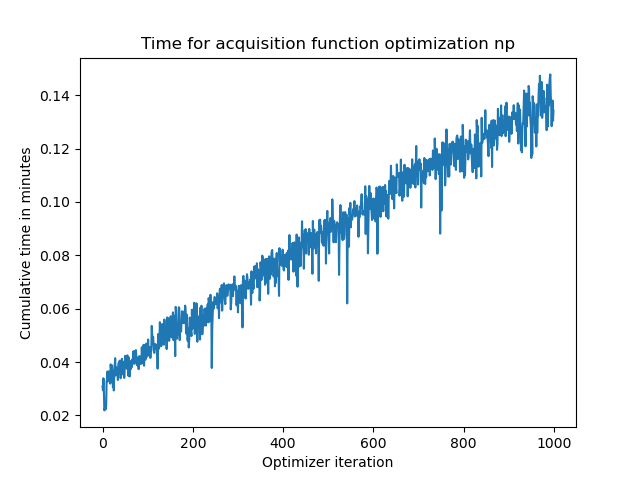 Time for acquisition function optimization np
Cumulative time in minutes
0.14
0.12
0.10
0.08
0.06
0.04
0.02
0 200 400 600 800 1000
Optimizer iteration